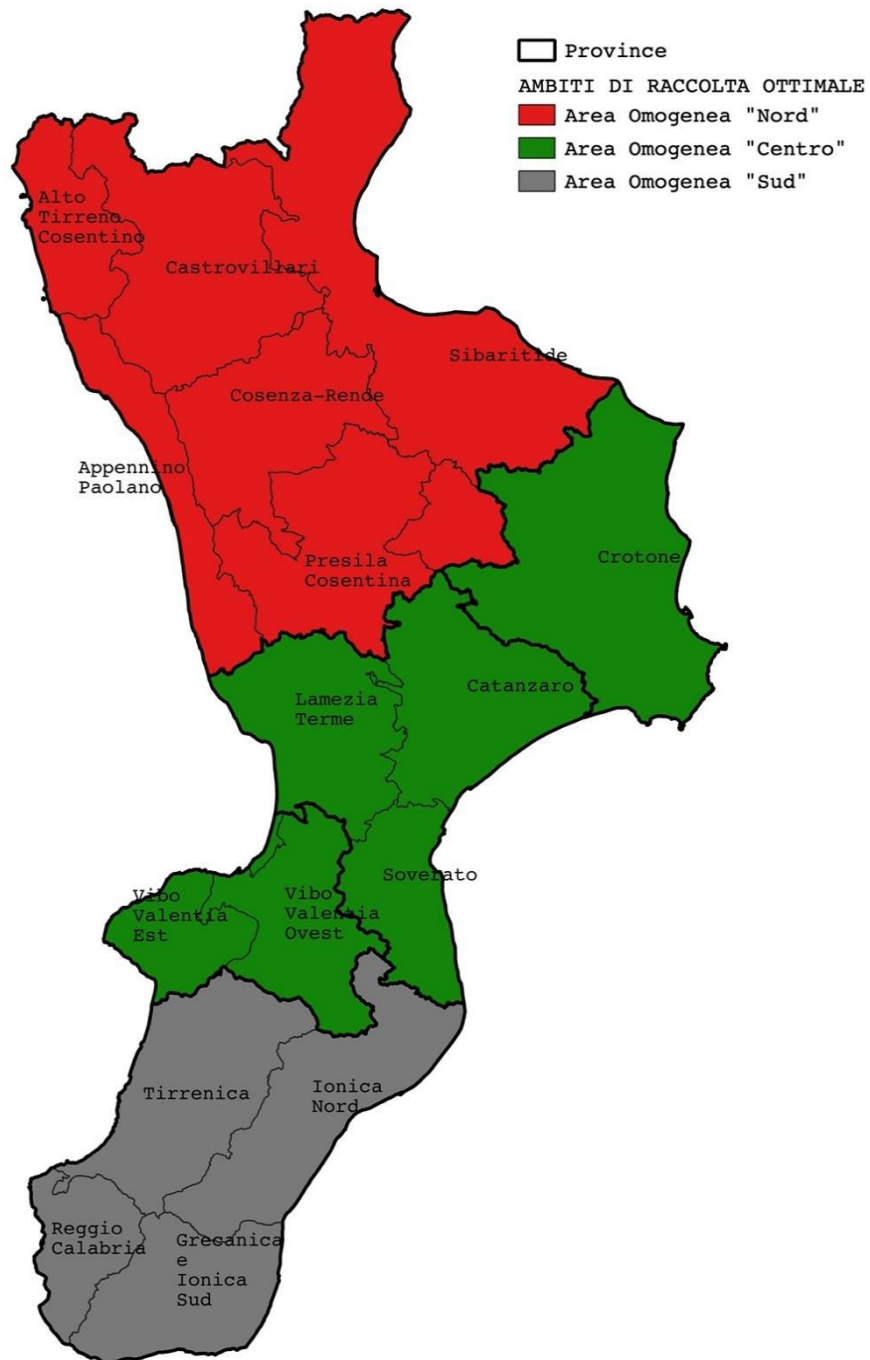 Province
AMBITI DI RACCOLTA OTTIMALE
Area Omogenea "Nord"
Area Omogenea "Centro"
Area Omogenea "Sud"
Alto
Tirreno
Cosentino
Castrovillari
Sibaritide
Cosenza-Rende
Appennino
Paolano
Presila
Cosentina
Crotone
Catanzaro
Lamezia
Terme
Soverato
Vibo
Valentia
Est
Vibo
Valentia
Ovest
Tirrenica
Ionica
Nord
Reggio
Calabria
Grecanica
e
Ionica
Sud